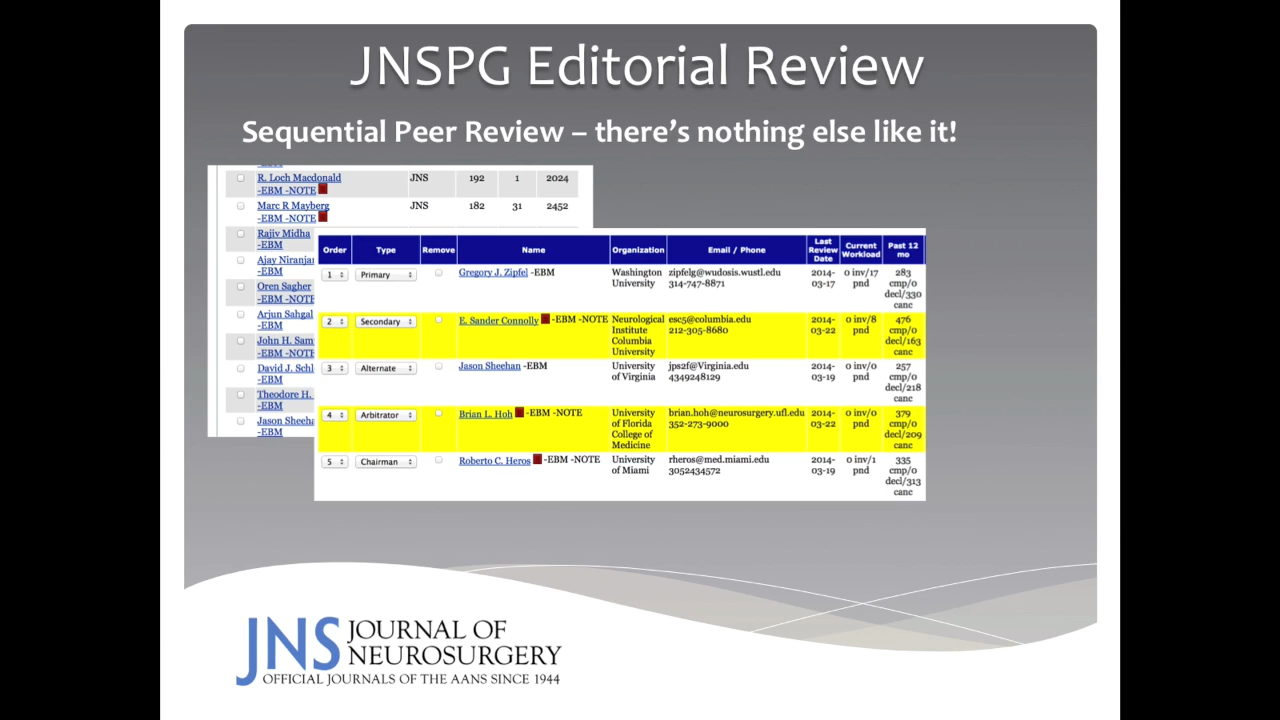 JNSPG Editorial Review
Sequential Peer Review – there's nothing else like it!
R. Loch Macdonald JNS 192 1 2024
-EBM -NOTE
Marc R Mayberg JNS 182 31 2452
-EBM -NOTE
Rajiv Midha
-EBM
Ajay Niranjan
-EBM
Oren Sagher
-EBM -NOTE
Arjun Sahgal
-EBM
John H. Sam
-EBM -NOTE
David J. Schl
-EBM
Theodore H.
-EBM
Jason Sheeha
-EBM
Order Type Remove Name Organization Email / Phone Last Review Date Current Workload Past 12 mo
1 Primary Gregory J. Zipfel -EBM Washington zipfelg@wudosis.wustl.edu 2014- 0 inv/17 283
University 314-747-8871 03-17 pnd cmp/0
decl/330
canc
2 Secondary E. Sander Connolly -EBM -NOTE Neurological esc5@columbia.edu 2014- 0 inv/8 476
Institute 212-305-8680 03-22 pnd cmp/0
Columbia decl/163
University canc
3 Alternate Jason Sheehan -EBM University jps2f@Virginia.edu 2014- 0 inv/0 257
of Virginia 4349248129 03-19 pnd cmp/0
decl/218
canc
4 Arbitrator Brian L. Hoh -EBM -NOTE University brian.hoh@neurosurgery.ufl.edu 2014- 0 inv/0 379
of Florida 352-273-9000 03-22 pnd cmp/0
College of decl/209
Medicine canc
5 Chairman Roberto C. Heros -EBM -NOTE University rheros@med.miami.edu 2014- 0 inv/1 335
of Miami 3052434572 03-19 pnd cmp/0
decl/313
canc
JNS JOURNAL OF
NEUROSURGERY
OFFICIAL JOURNALS OF THE AANS SINCE 1944